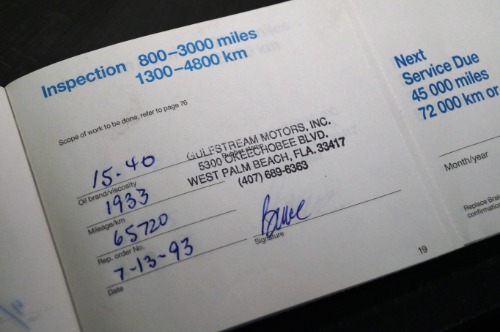 Inspection 800–3000 miles
1300–4800 km
Scope of work to be done, refer to page 76
GULFSTREAM MOTORS, INC.
5300 OKEECHOBEE BLVD.
WEST PALM BEACH, FLA. 33417
(407) 689-6363
15-40
Oil brand/viscosity
1933
Mileage/km
65720
Rep. order No.
7-13-93
Date
Signature
19
Next
Service Due
45 000 miles
72 000 km or
Month/year
Replace Brake
confirmation